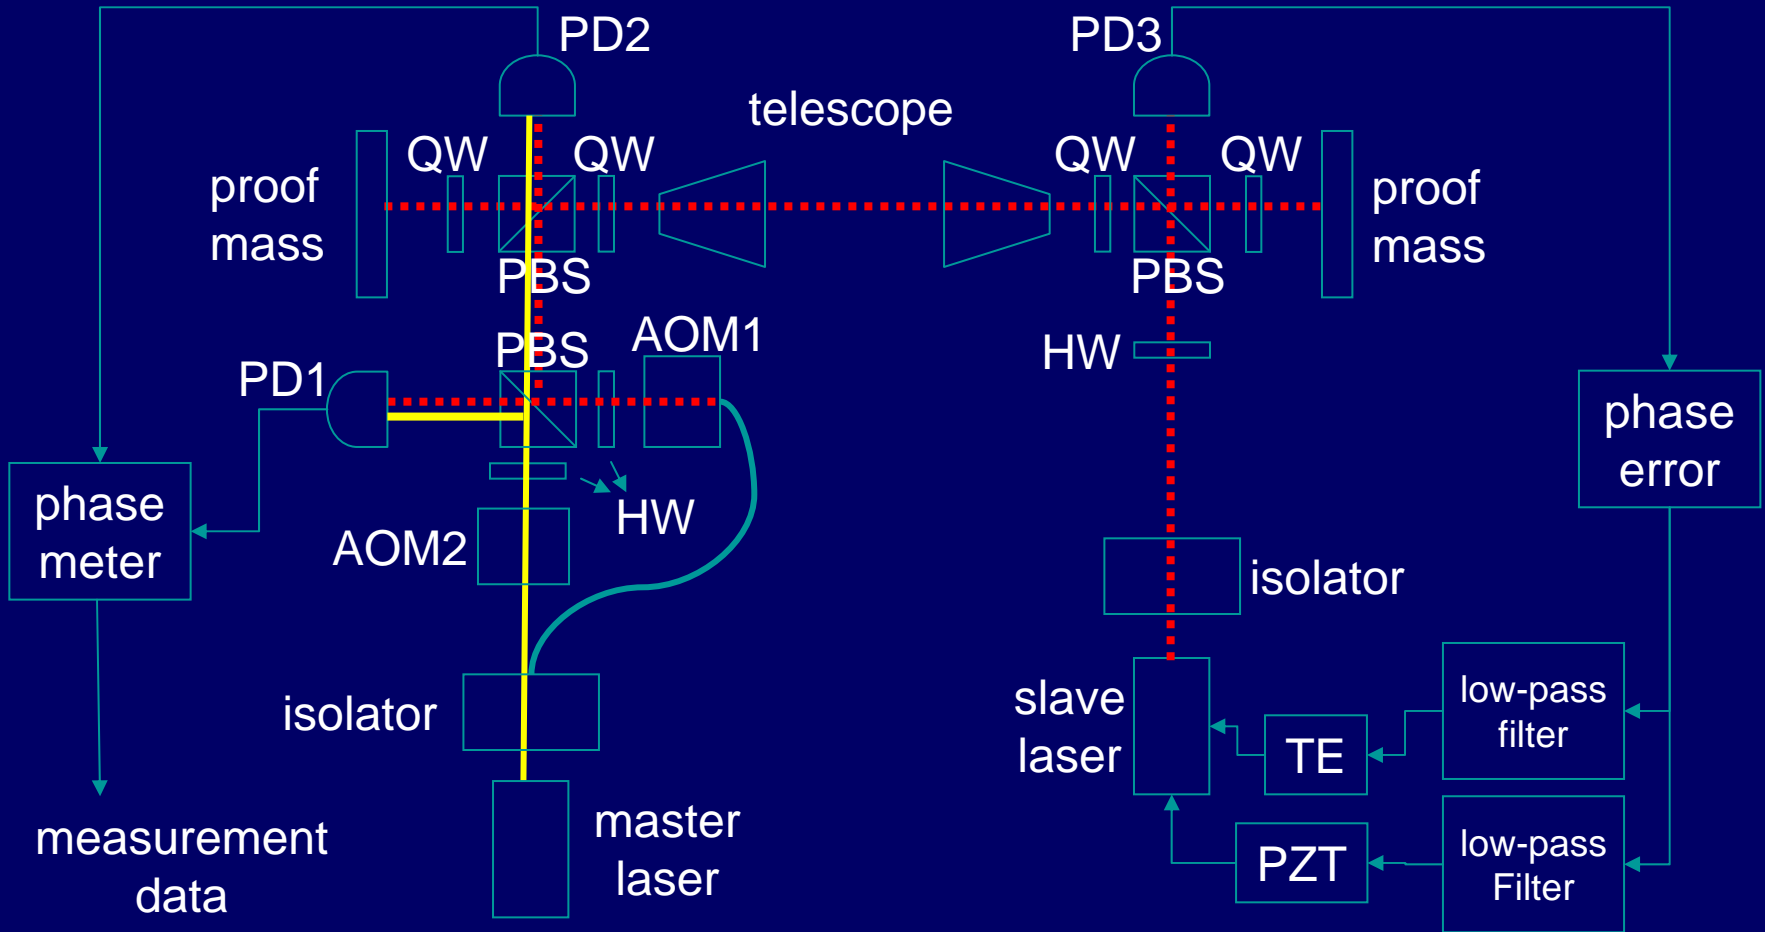 PD2
PD3
telescope
QW
QW
QW
QW
proof
mass
proof
mass
PBS
PBS
PBS
AOM1
HW
PD1
phase
error
phase
meter
HW
AOM2
isolator
isolator
slave
laser
low-pass
filter
TE
master
laser
measurement
data
PZT
low-pass
Filter